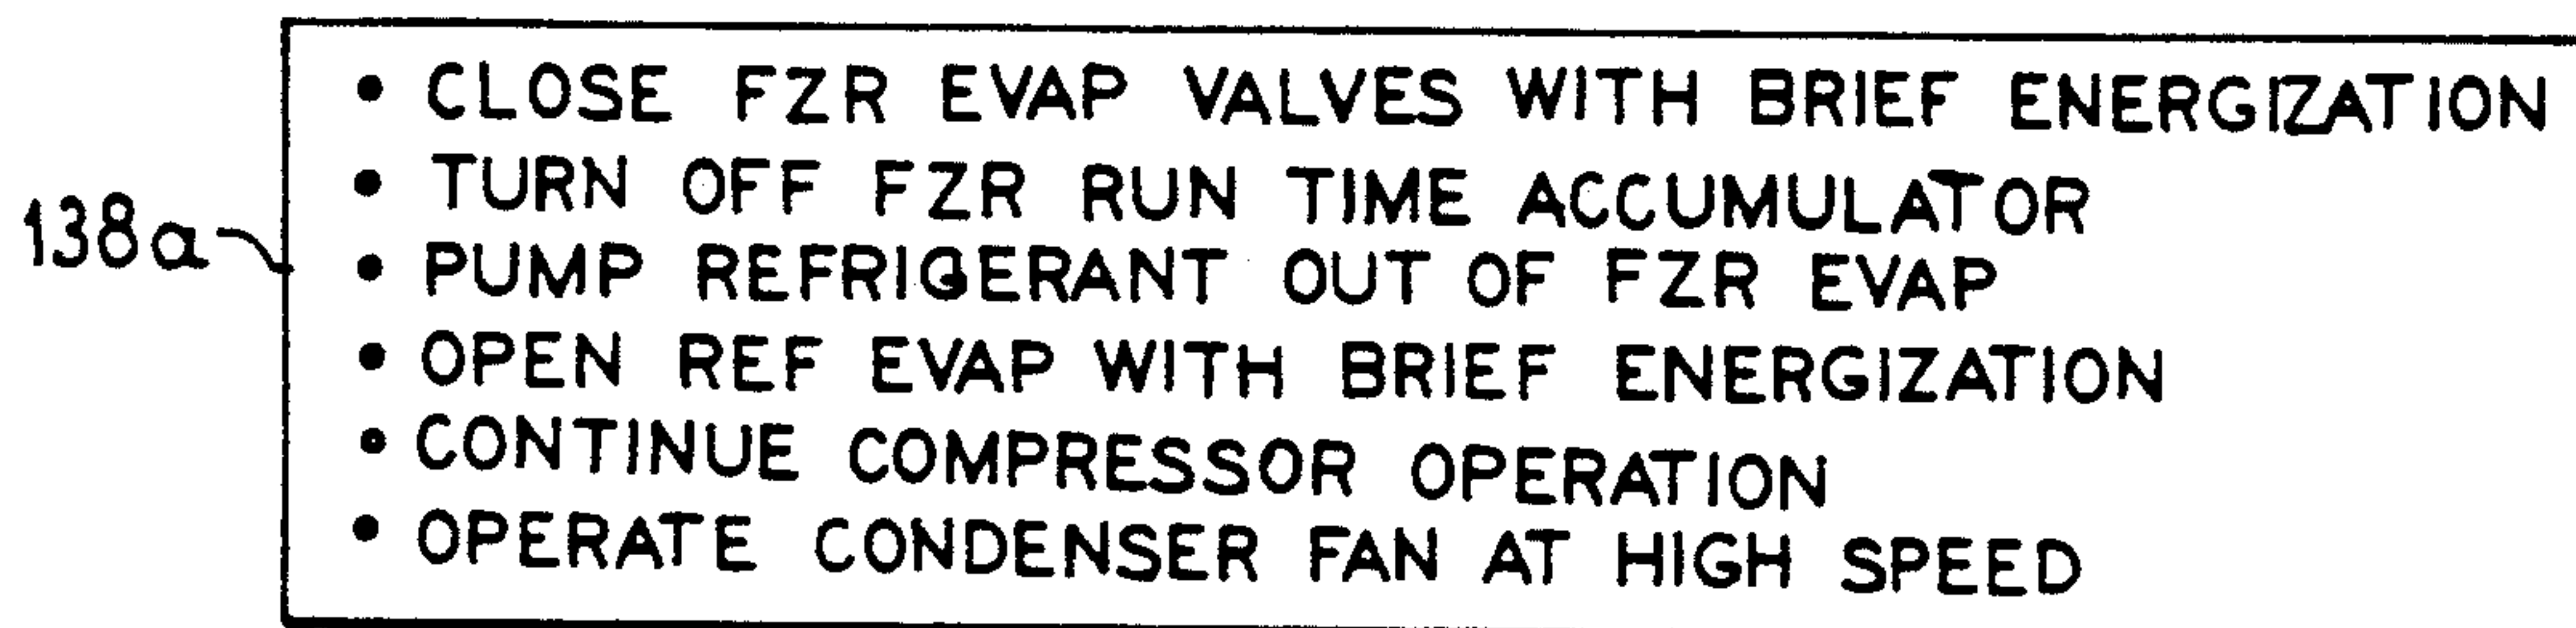 • CLOSE FZR EVAP VALVES WITH BRIEF ENERGIZATION
• TURN OFF FZR RUN TIME ACCUMULATOR
138a
• PUMP REFRIGERANT OUT OF FZR EVAP
• OPEN REF EVAP WITH BRIEF ENERGIZATION
• CONTINUE COMPRESSOR OPERATION
• OPERATE CONDENSER FAN AT HIGH SPEED